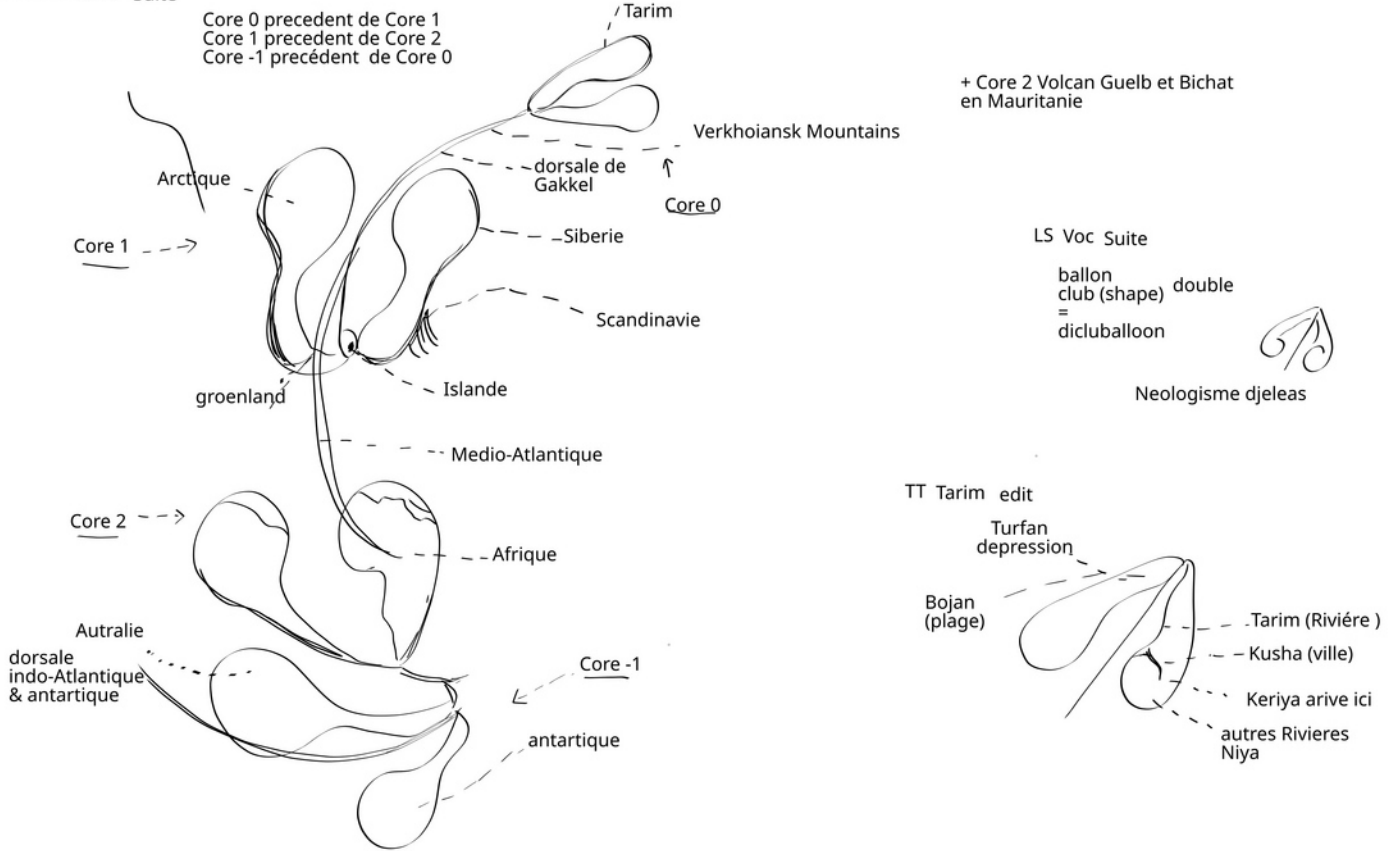 Suite
Core 0 precedent de Core 1
Core 1 precedent de Core 2
Core -1 precédent de Core 0
Tarim
+ Core 2 Volcan Guelb et Bichat
en Mauritanie
Verkhoiansk Mountains
dorsale de
Gakkel
Arctique
Core 0
Core 1
Siberie
LS Voc Suite
ballon
club (shape) double
=
dicluballoon
Scandinavie
Islande
groenland
Neologisme djeleas
Medio-Atlantique
TT Tarim edit
Core 2
Turfan
depression
Afrique
Bojan
(plage)
Tarim (Riviére )
Autralie
Kusha (ville)
dorsale
indo-Atlantique
& antartique
Core -1
Keriya arive ici
autres Rivieres
Niya
antartique